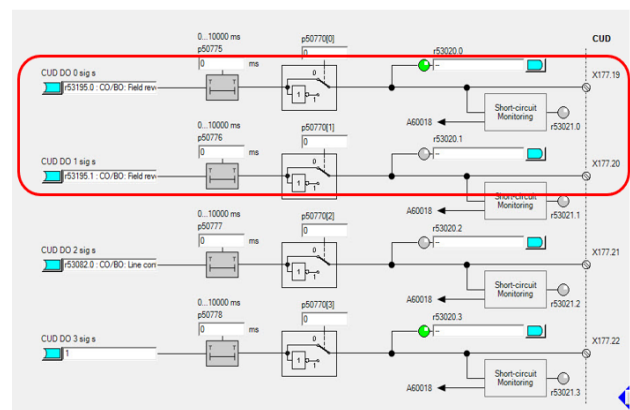 CUD
0...10000 ms
p50775
0
ms
p50770[0]
0
r53020.0
--
X177.19
CUD DO 0 sig s
r53195.0 : CO/BO: Field rev
T T
0
1
1
Short-circuit
Monitoring
A60018
r53021.0
0...10000 ms
p50776
0
ms
p50770[1]
0
r53020.1
--
X177.20
CUD DO 1 sig s
r53195.1 : CO/BO: Field rev
T T
0
1
1
Short-circuit
Monitoring
A60018
r53021.1
0...10000 ms
p50777
0
ms
p50770[2]
0
r53020.2
--
X177.21
CUD DO 2 sig s
r53082.0 : CO/BO: Line con
T T
0
1
1
Short-circuit
Monitoring
A60018
r53021.2
0...10000 ms
p50778
0
ms
p50770[3]
0
r53020.3
--
X177.22
CUD DO 3 sig s
1
T T
0
1
1
Short-circuit
Monitoring
A60018
r53021.3